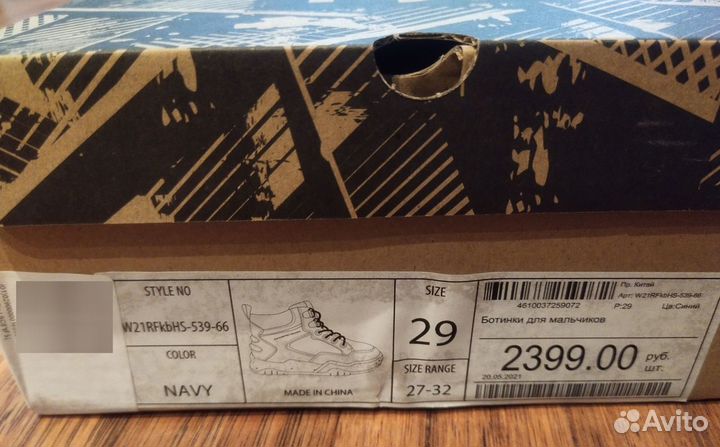 STYLE NO
W21RFkbHS-539-66
COLOR
NAVY
MADE IN CHINA
SIZE
29
SIZE RANGE
27-32
Пр. Китай
Арт: W21RFkbHS-539-66
4610037259072
Р:29 Цв:Синий
Ботинки для мальчиков
2399.00 руб.
шт.
20.05.2021
Avito